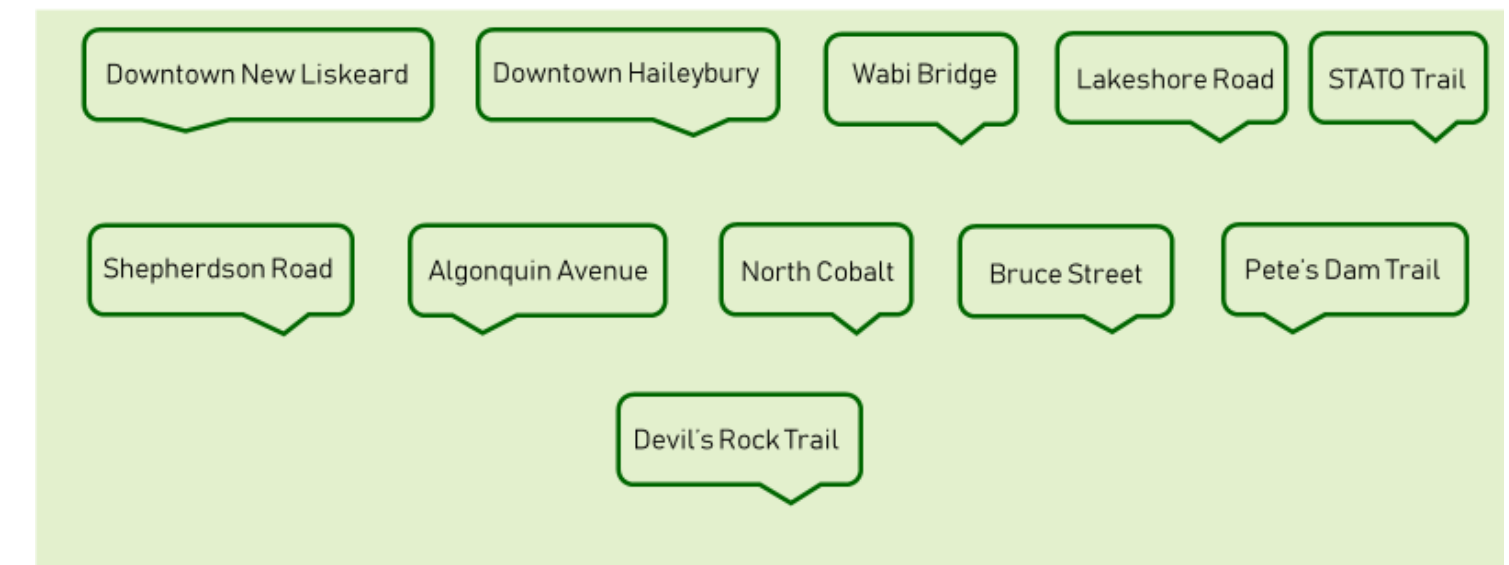 Downtown New Liskeard
Downtown Haileybury
Wabi Bridge
Lakeshore Road
STATO Trail
Shepherdson Road
Algonquin Avenue
North Cobalt
Bruce Street
Pete's Dam Trail
Devil's Rock Trail